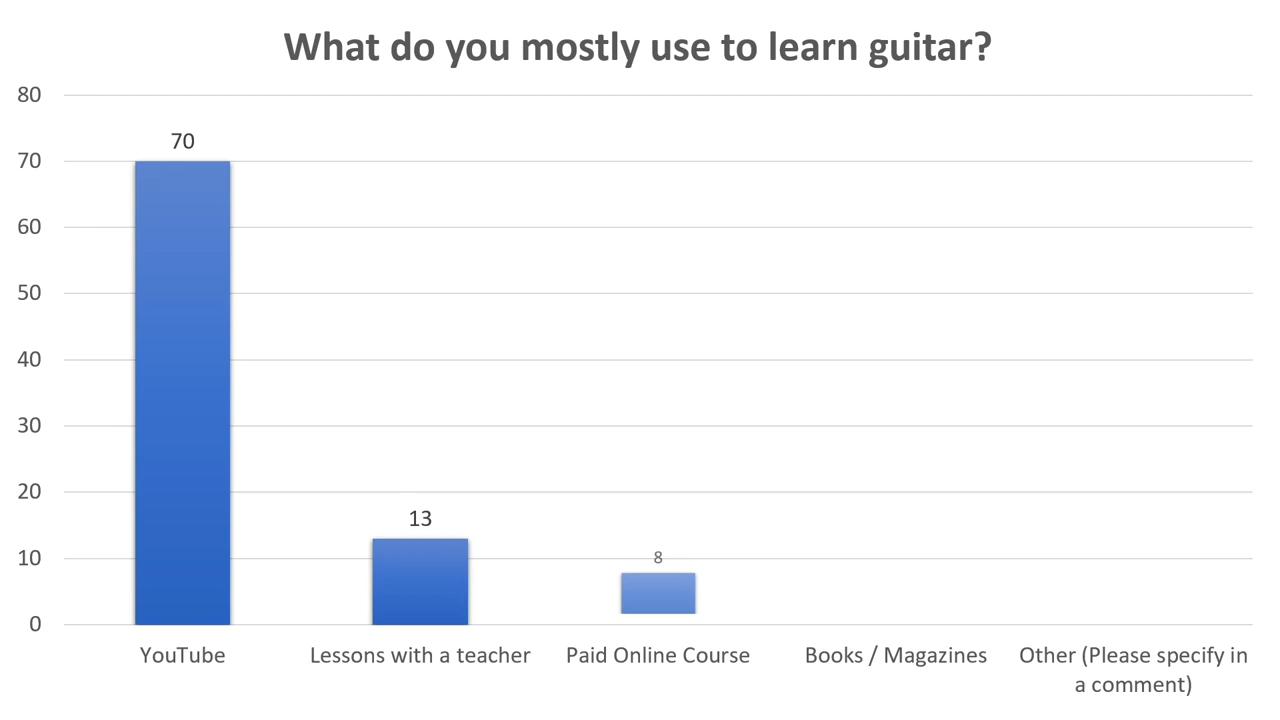 What do you mostly use to learn guitar?
80
70
70
60
50
40
30
20
13
10
8
0
YouTube
Lessons with a teacher
Paid Online Course
Books / Magazines
Other (Please specify in
a comment)